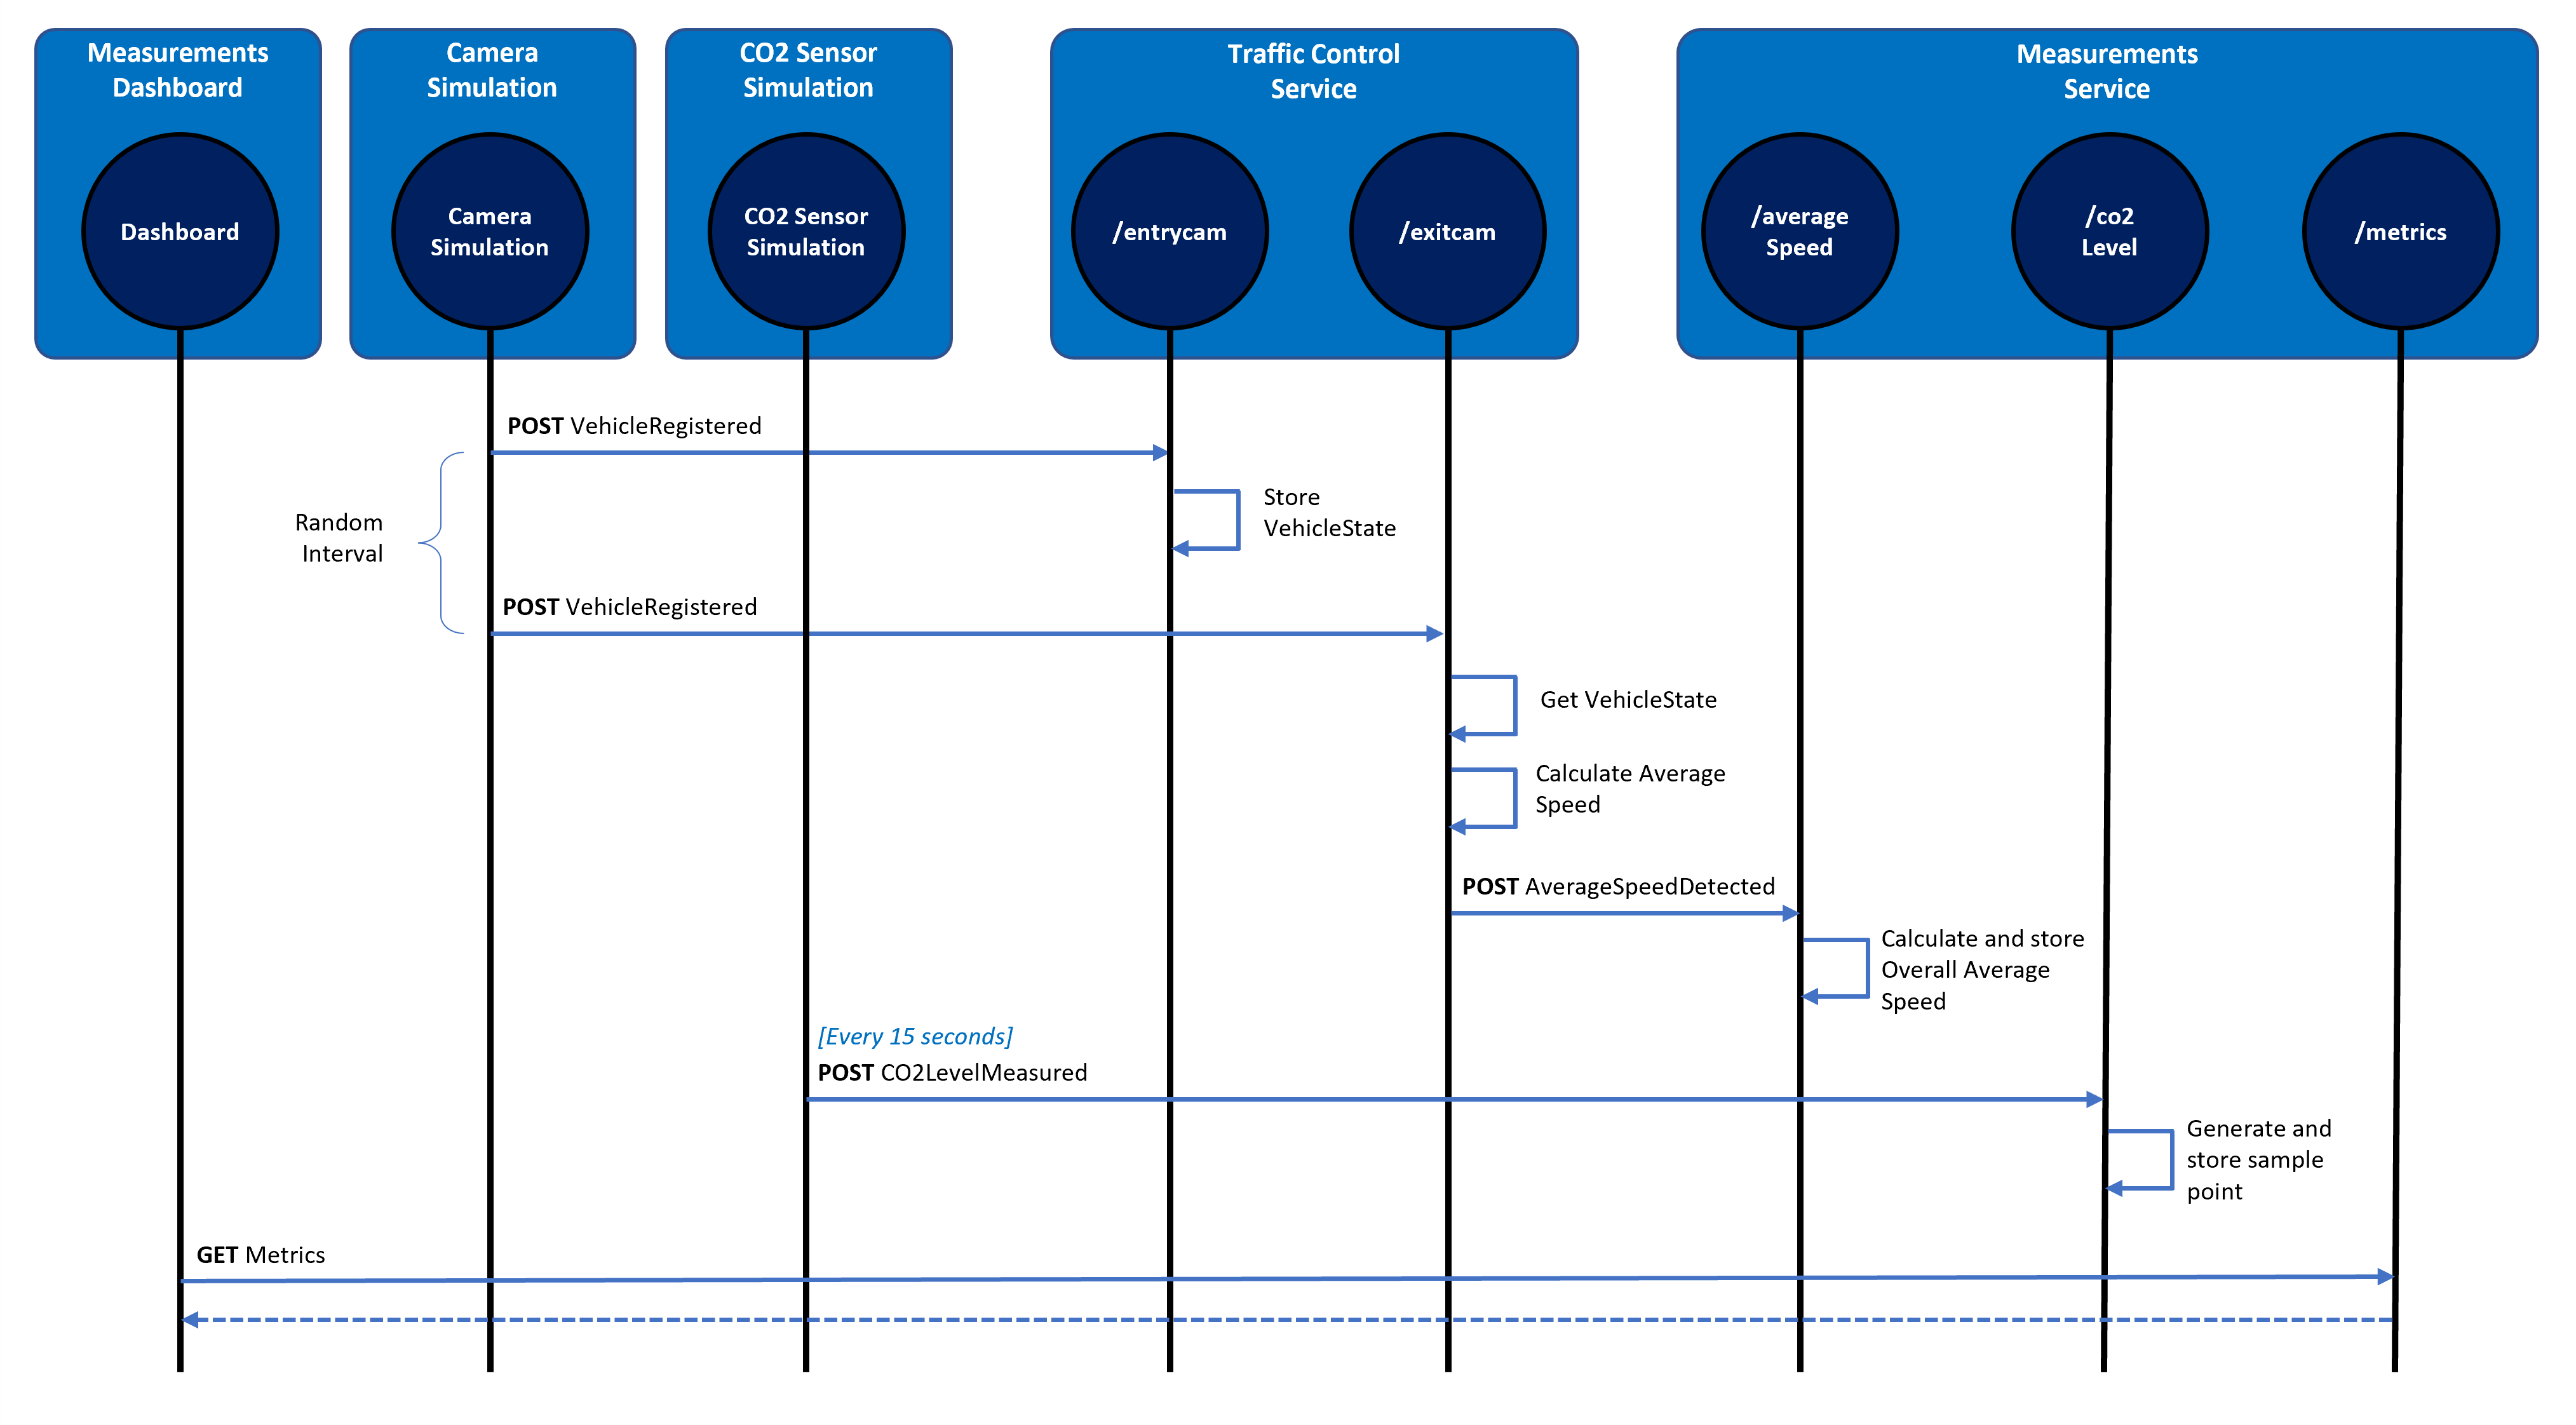 Measurements
Dashboard
Camera
Simulation
CO2 Sensor
Simulation
Traffic Control
Service
Measurements
Service
Dashboard
Camera
Simulation
CO2 Sensor
Simulation
/entrycam
/exitcam
/average
Speed
/co2
Level
/metrics
POST VehicleRegistered
Store
VehicleState
Random
Interval
POST VehicleRegistered
Get VehicleState
Calculate Average
Speed
POST AverageSpeedDetected
Calculate and store
Overall Average
Speed
[Every 15 seconds]
POST CO2LevelMeasured
Generate and
store sample
point
GET Metrics